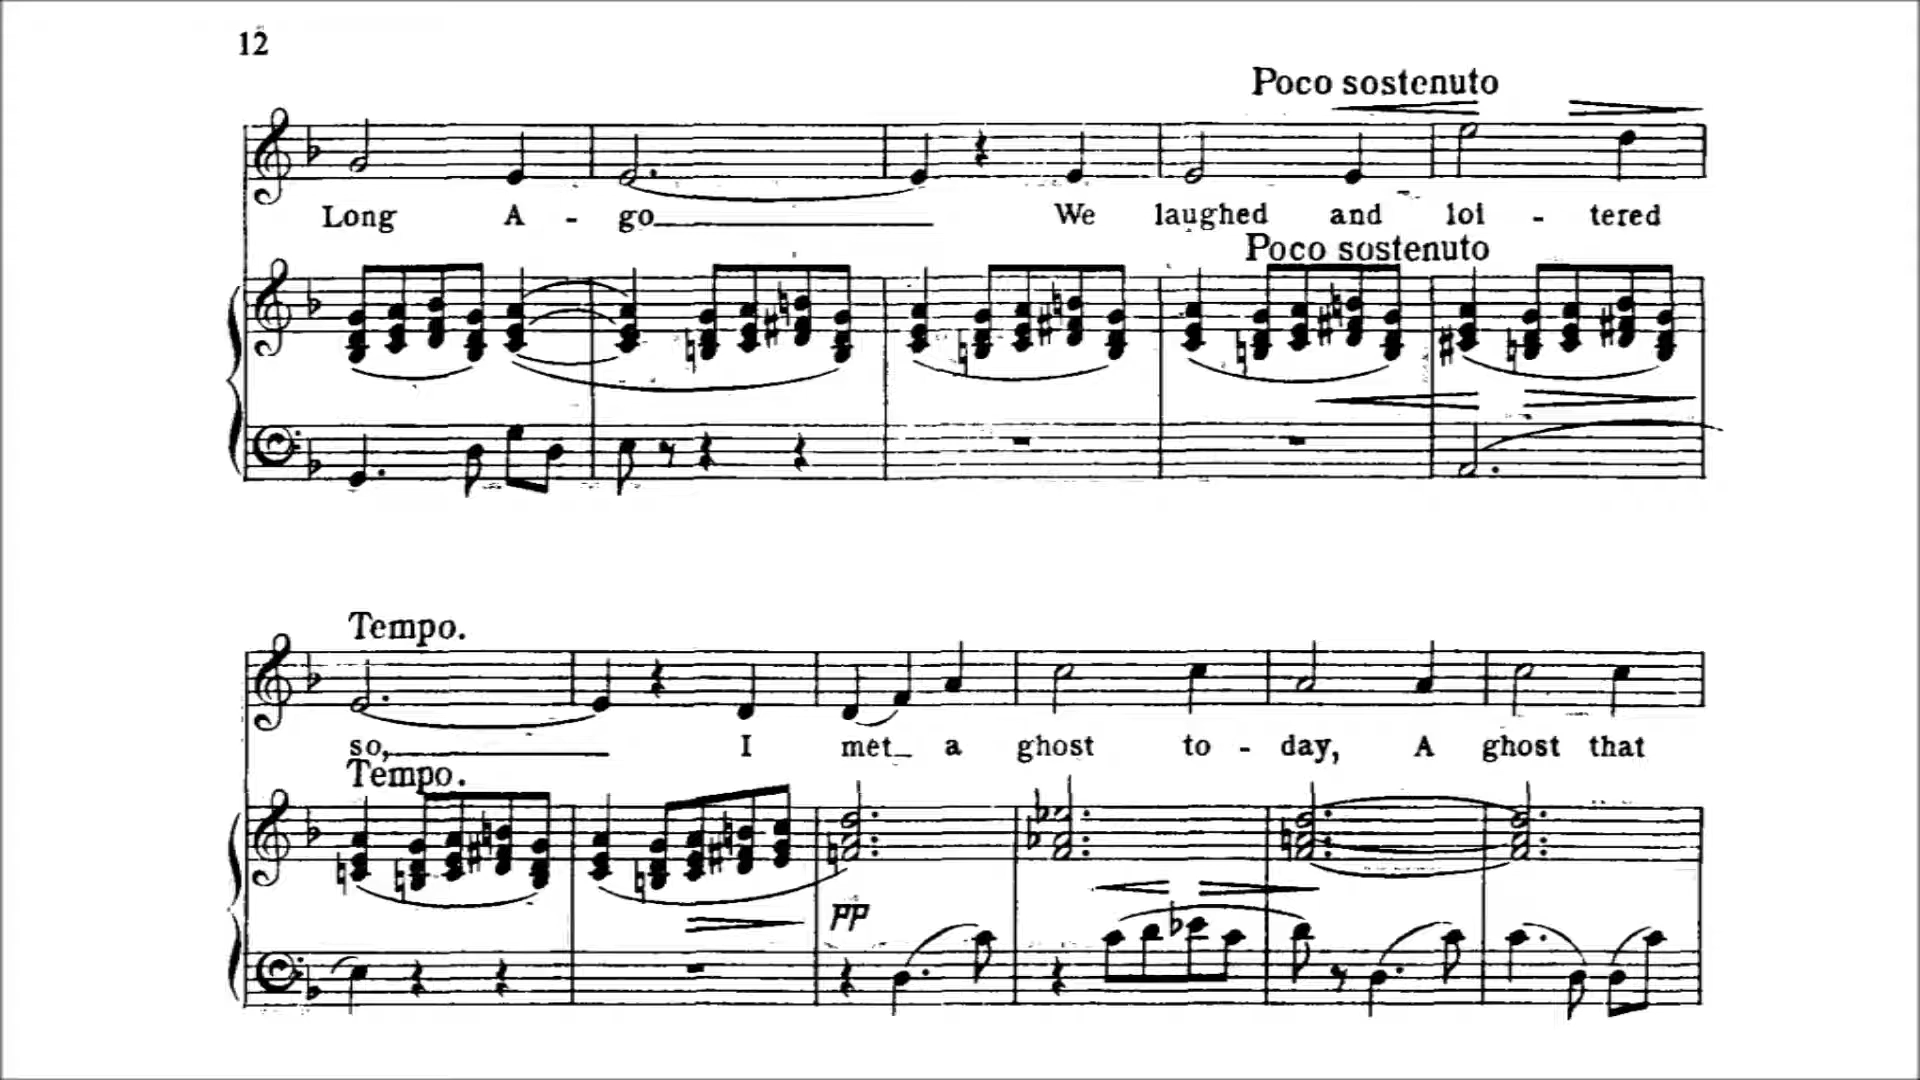 12
Poco sostenuto
Long A - go We laughed and loi - tered
Poco sostenuto
Tempo.
so, I met a ghost to - day, A ghost that
Tempo.
pp